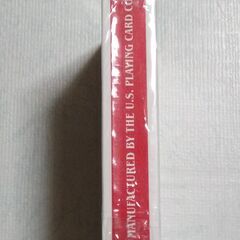 MANUFACTURED BY THE U.S. PLAYING CARD CO